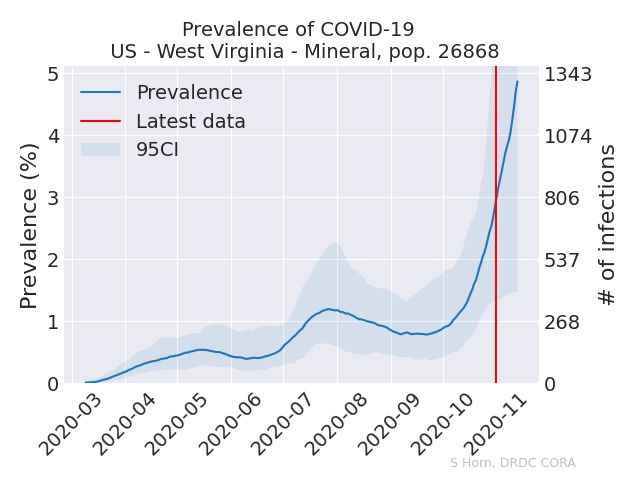 Prevalence of COVID-19
US - West Virginia - Mineral, pop. 26868
Prevalence
Latest data
95CI
Prevalence (%)
5
4
3
2
1
0
1343
1074
806
537
268
0
# of infections
2020-03
2020-04
2020-05
2020-06
2020-07
2020-08
2020-09
2020-10
2020-11
S Horn, DRDC CORA